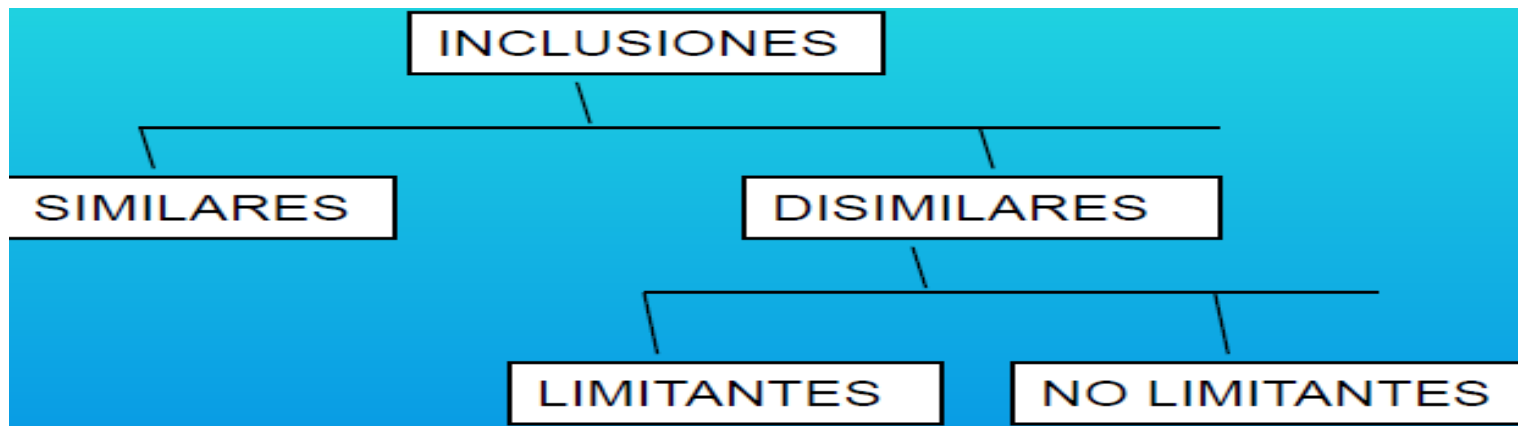 INCLUSIONES
SIMILARES
DISIMILARES
LIMITANTES
NO LIMITANTES